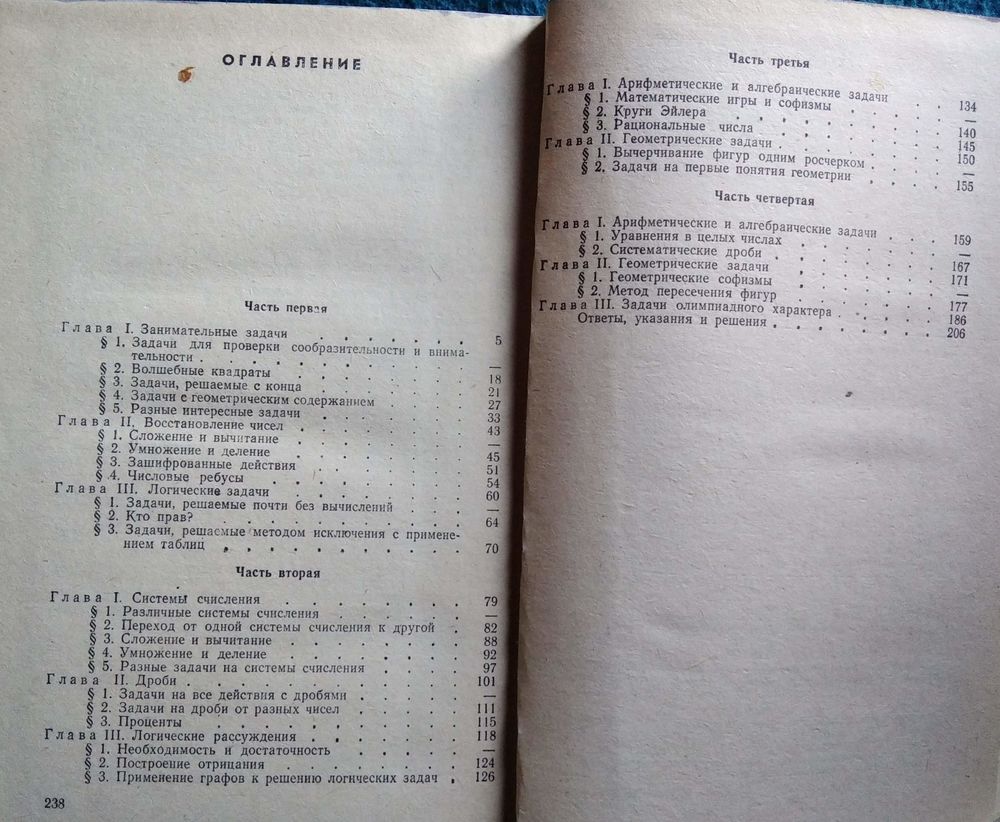 ОГЛАВЛЕНИЕ
Часть первая
Глава I. Занимательные задачи . . . . . . 5
§ 1. Задачи для проверки сообразительности и внима-
тельности . . . . . . . . . . . —
§ 2. Волшебные квадраты . . . . . . 18
§ 3. Задачи, решаемые с конца . . . . . 21
§ 4. Задачи с геометрическим содержанием . . . 27
§ 5. Разные интересные задачи . . . . . 33
Глава II. Восстановление чисел . . . . . . 43
§ 1. Сложение и вычитание . . . . . . —
§ 2. Умножение и деление . . . . . . 45
§ 3. Зашифрованные действия . . . . . 51
§ 4. Числовые ребусы . . . . . . . 54
Глава III. Логические задачи . . . . . . 60
§ 1. Задачи, решаемые почти без вычислений . . . —
§ 2. Кто прав? . . . . . . . . . 64
§ 3. Задачи, решаемые методом исключения с примене-
нием таблиц . . . . . . . . . 70
Часть вторая
Глава I. Системы счисления . . . . . . 79
§ 1. Различные системы счисления . . . . . —
§ 2. Переход от одной системы счисления к другой . 82
§ 3. Сложение и вычитание . . . . . . 88
§ 4. Умножение и деление . . . . . . 92
§ 5. Разные задачи на системы счисления . . . 97
Глава II. Дроби . . . . . . . . . . 101
§ 1. Задачи на все действия с дробями . . . . —
§ 2. Задачи на дроби от разных чисел . . . . 111
§ 3. Проценты . . . . . . . . . 115
Глава III. Логические рассуждения . . . . . 118
§ 1. Необходимость и достаточность . . . . —
§ 2. Построение отрицания . . . . . . 124
§ 3. Применение графов к решению логических задач . 126
238
Часть третья
Глава I. Арифметические и алгебраические задачи . . 134
§ 1. Математические игры и софизмы . . . . —
§ 2. Круги Эйлера . . . . . . . . 140
§ 3. Рациональные числа . . . . . . 145
Глава II. Геометрические задачи . . . . . . 150
§ 1. Вычерчивание фигур одним росчерком . . . —
§ 2. Задачи на первые понятия геометрии . . . 155
Часть четвертая
Глава I. Арифметические и алгебраические задачи . . . 159
§ 1. Уравнения в целых числах . . . . . —
§ 2. Систематические дроби . . . . . . 167
Глава II. Геометрические задачи . . . . . . 171
§ 1. Геометрические софизмы . . . . . —
§ 2. Метод пересечения фигур . . . . . 177
Глава III. Задачи олимпиадного характера . . . . 186
Ответы, указания и решения . . . . . . 206